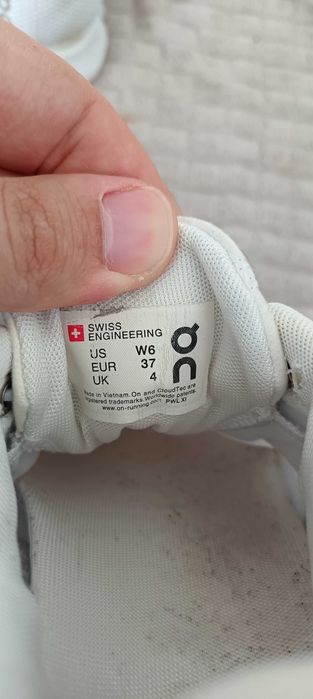 SWISS
ENGINEERING
on
US W6
EUR 37
UK 4
Made in Vietnam. On and CloudTec are
registered trademarks. Worldwide patents.
www.on-running.com PWL XI